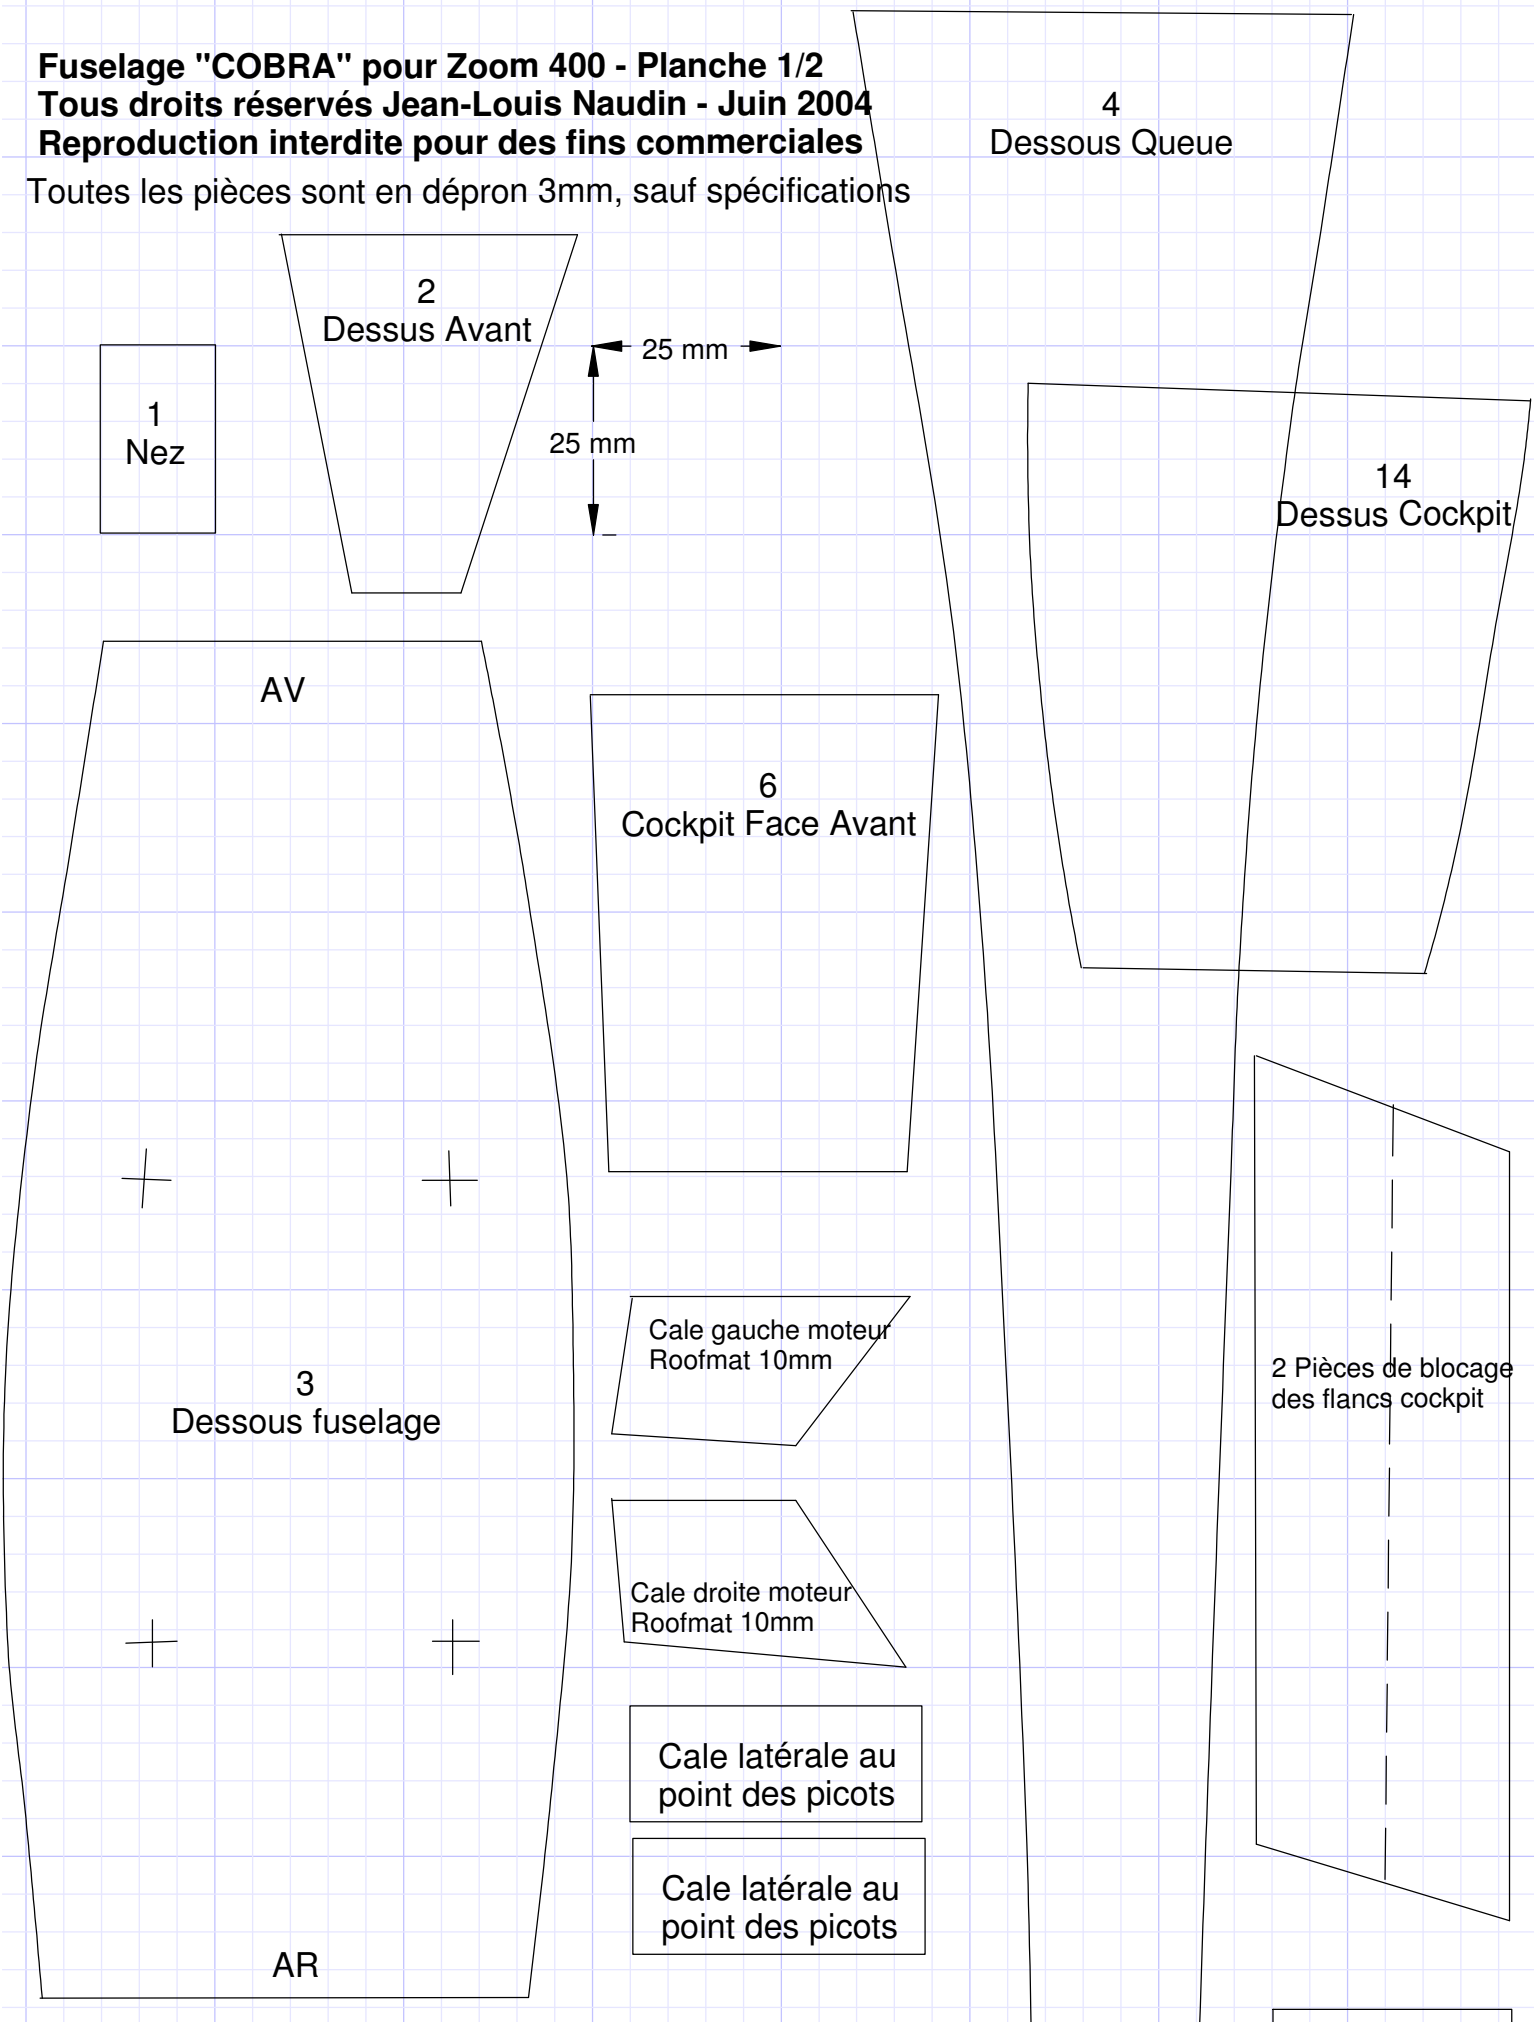 Fuselage "COBRA" pour Zoom 400 - Planche 1/2
Tous droits réservés Jean-Louis Naudin - Juin 2004
Reproduction interdite pour des fins commerciales
Toutes les pièces sont en dépron 3mm, sauf spécifications
4
Dessous Queue
2
Dessus Avant
25 mm
25 mm
1
Nez
14
Dessus Cockpit
AV
6
Cockpit Face Avant
Cale gauche moteur
Roofmat 10mm
3
Dessous fuselage
2 Pièces de blocage
des flancs cockpit
Cale droite moteur
Roofmat 10mm
Cale latérale au
point des picots
Cale latérale au
point des picots
AR